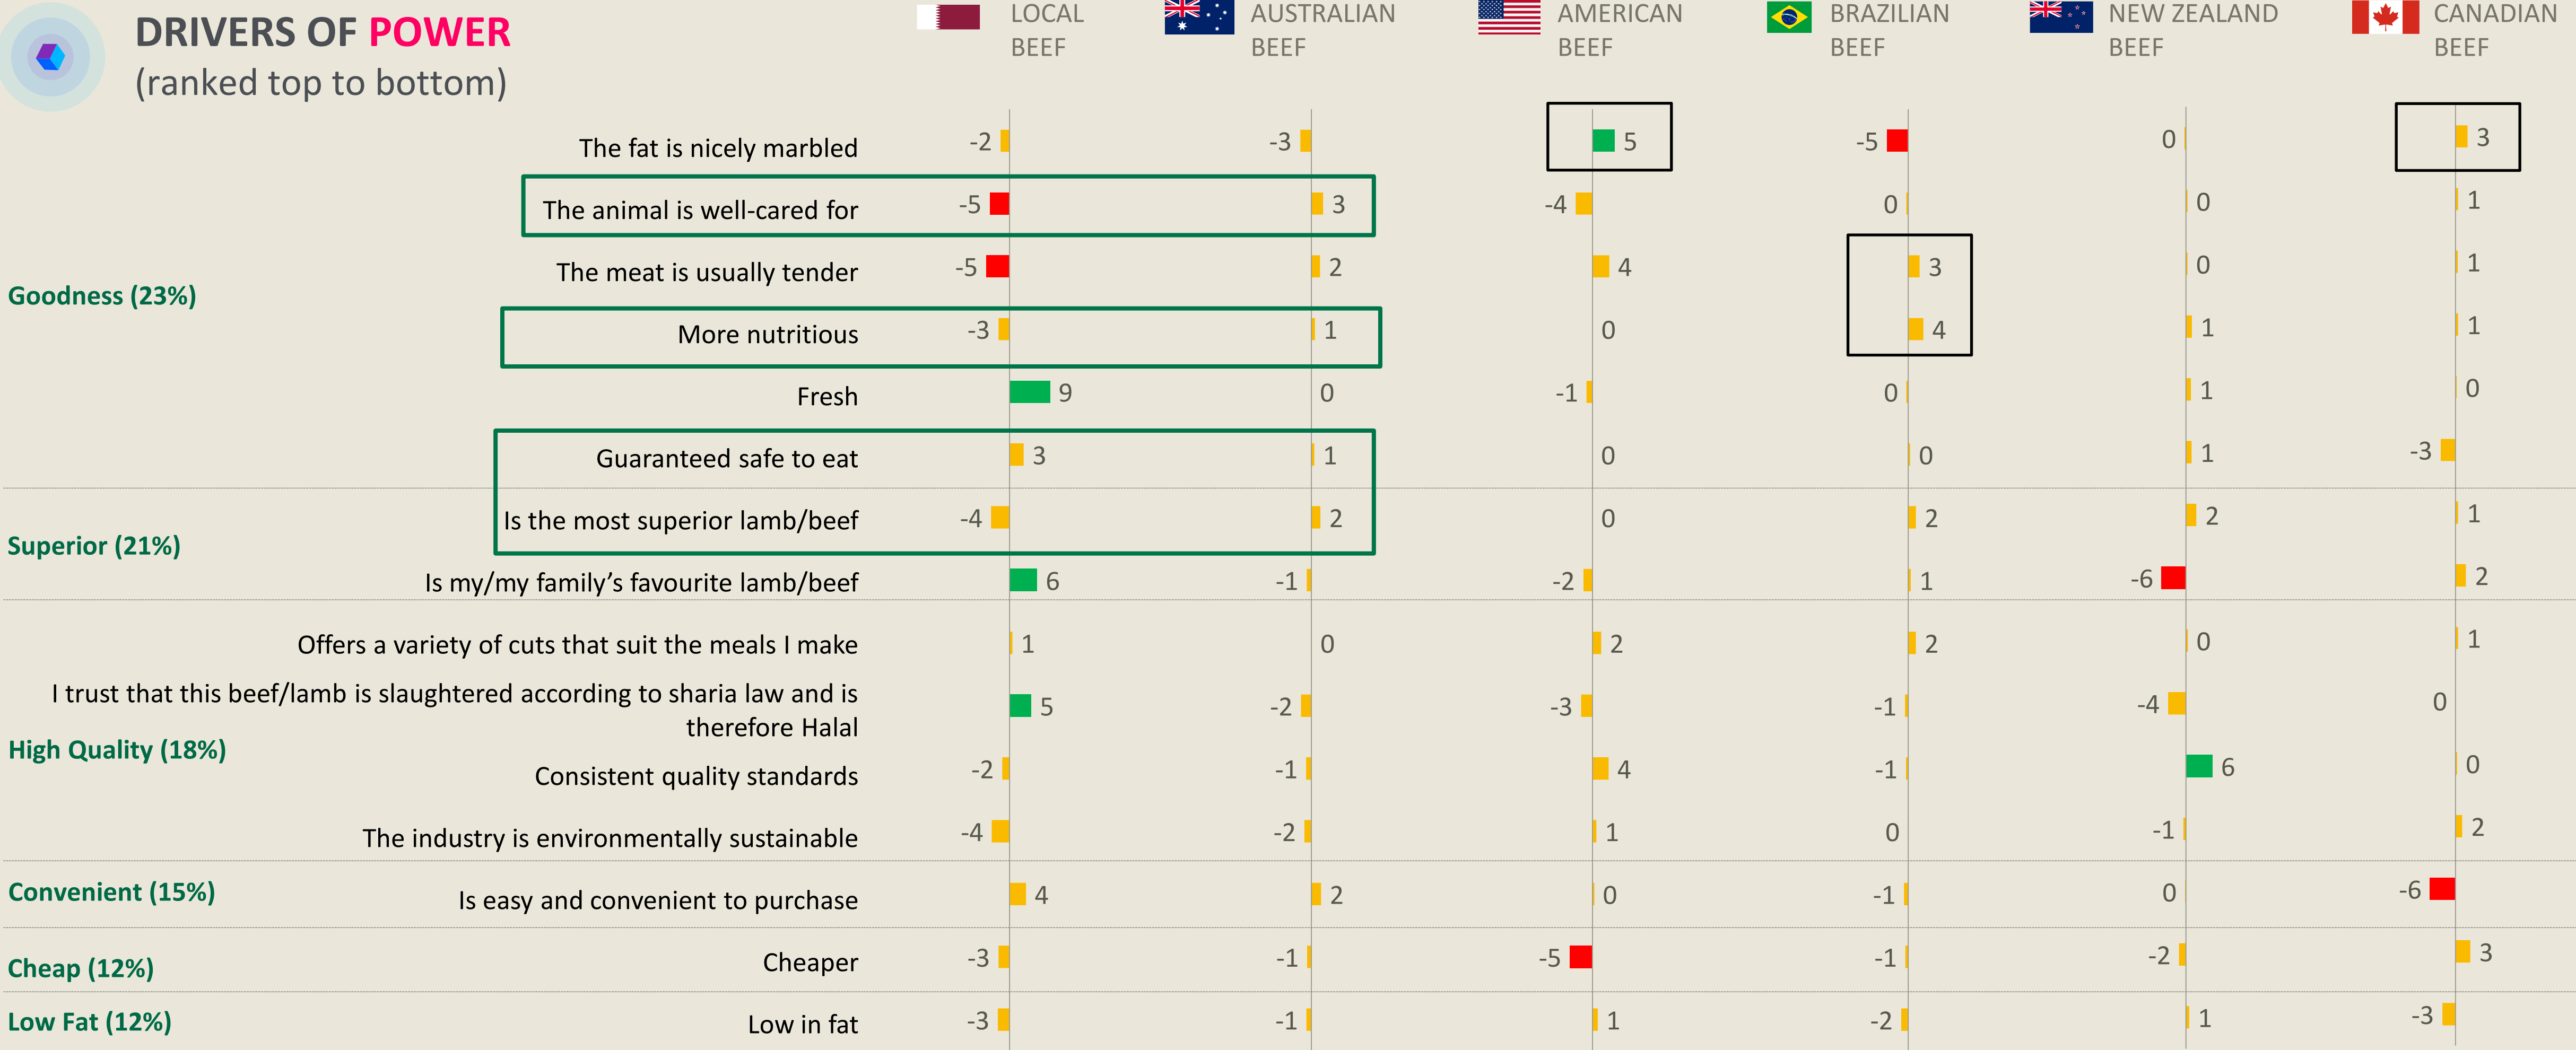 DRIVERS OF POWER
(ranked top to bottom)
LOCAL BEEF
AUSTRALIAN BEEF
AMERICAN BEEF
BRAZILIAN BEEF
NEW ZEALAND BEEF
CANADIAN BEEF
Goodness (23%)
The fat is nicely marbled -2 -3 5 -5 0 3
The animal is well-cared for -5 3 -4 0 0 1
The meat is usually tender -5 2 4 3 0 1
More nutritious -3 1 0 4 1 1
Fresh 9 0 -1 0 1 0
Guaranteed safe to eat 3 1 0 0 1 -3
Superior (21%)
Is the most superior lamb/beef -4 2 0 2 2 1
Is my/my family’s favourite lamb/beef 6 -1 -2 1 -6 2
High Quality (18%)
Offers a variety of cuts that suit the meals I make 1 0 2 2 0 1
I trust that this beef/lamb is slaughtered according to sharia law and is
therefore Halal 5 -2 -3 -1 -4 0
Consistent quality standards -2 -1 4 -1 6 0
The industry is environmentally sustainable -4 -2 1 0 -1 2
Convenient (15%)
Is easy and convenient to purchase 4 2 0 -1 0 -6
Cheap (12%)
Cheaper -3 -1 -5 -1 -2 3
Low Fat (12%)
Low in fat -3 -1 1 -2 1 -3